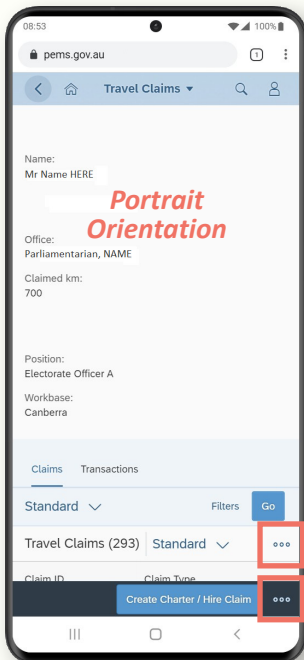 08:53
100%
pems.gov.au
1
Travel Claims
Name:
Mr Name HERE
Portrait
Orientation
Office:
Parliamentarian, NAME
Claimed km:
700
Position:
Electorate Officer A
Workbase:
Canberra
Claims Transactions
Standard Filters Go
Travel Claims (293) Standard
Claim ID Claim Type
Create Charter / Hire Claim